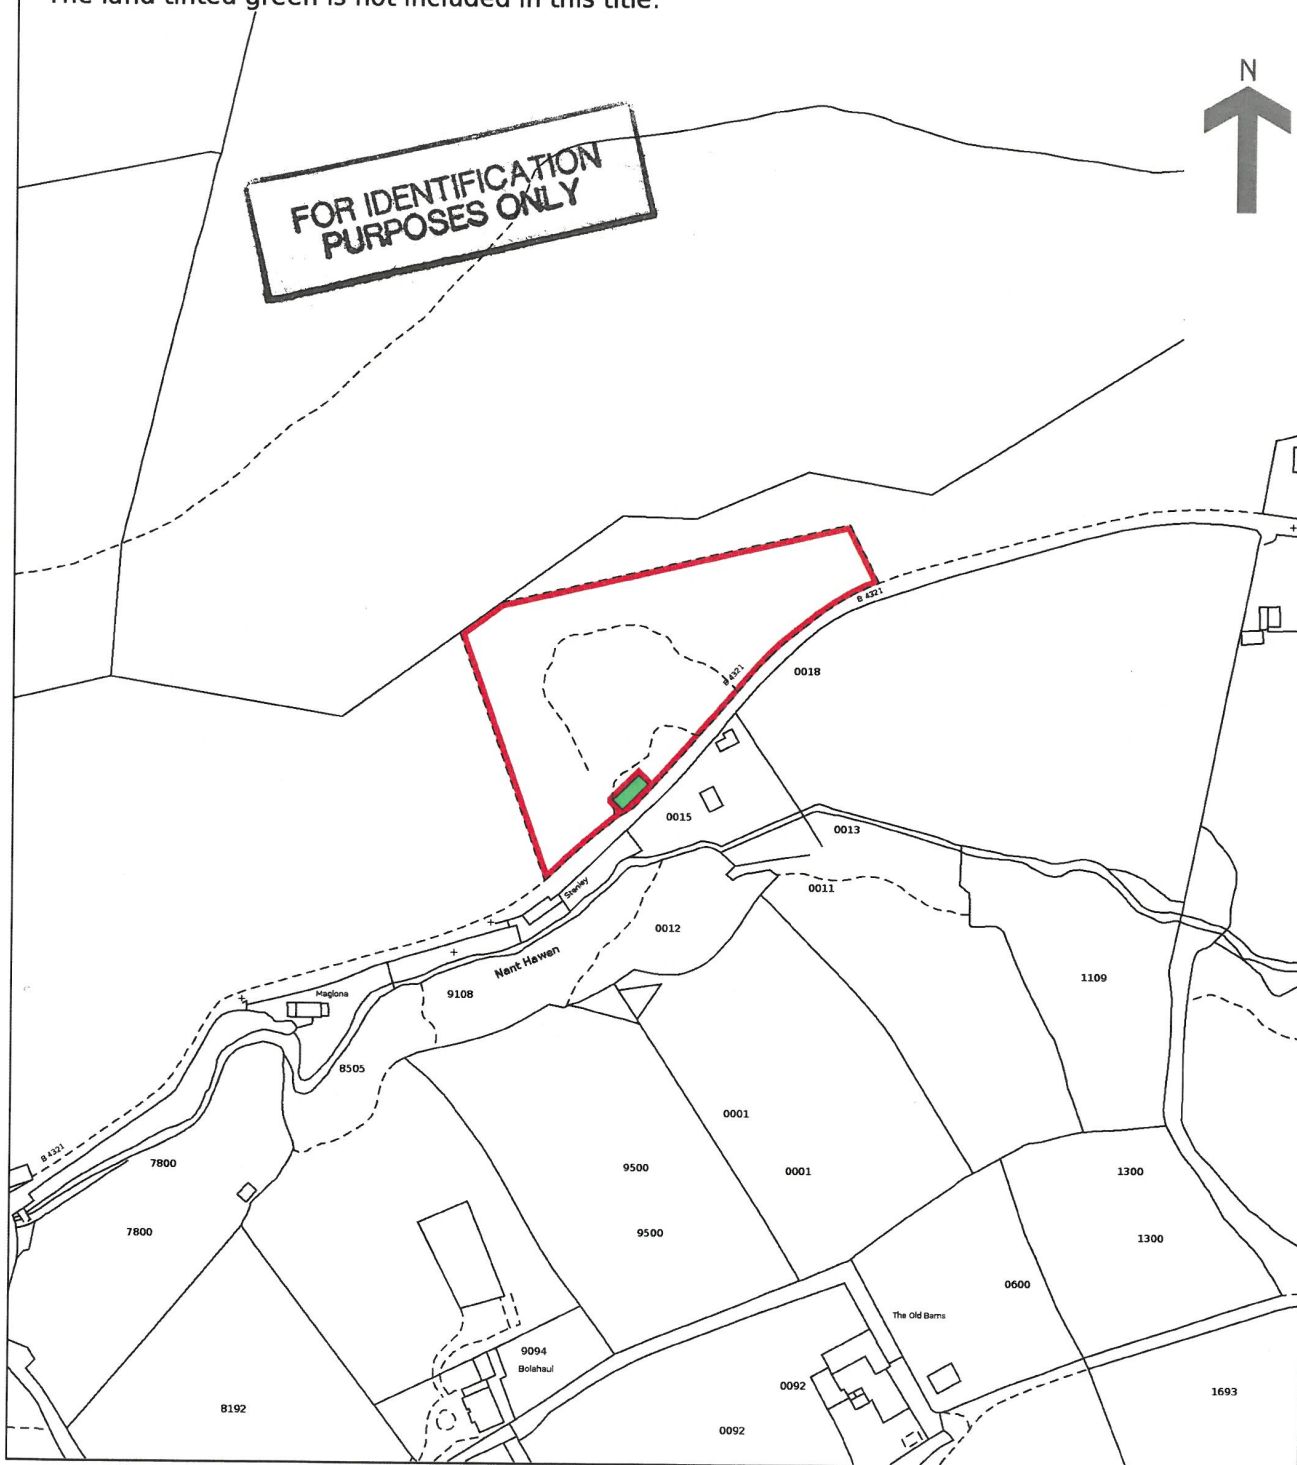 The land tinted green is not included in this title.
N
FOR IDENTIFICATION
PURPOSES ONLY
B 4321
B 4321
0018
0015
0013
0011
Stanley
0012
Nant Hawen
1109
Maglona
9108
8505
0001
B 4321
7800
9500
0001
1300
7800
9500
1300
0600
The Old Barns
9094
Bolahaul
0092
1693
8192
0092